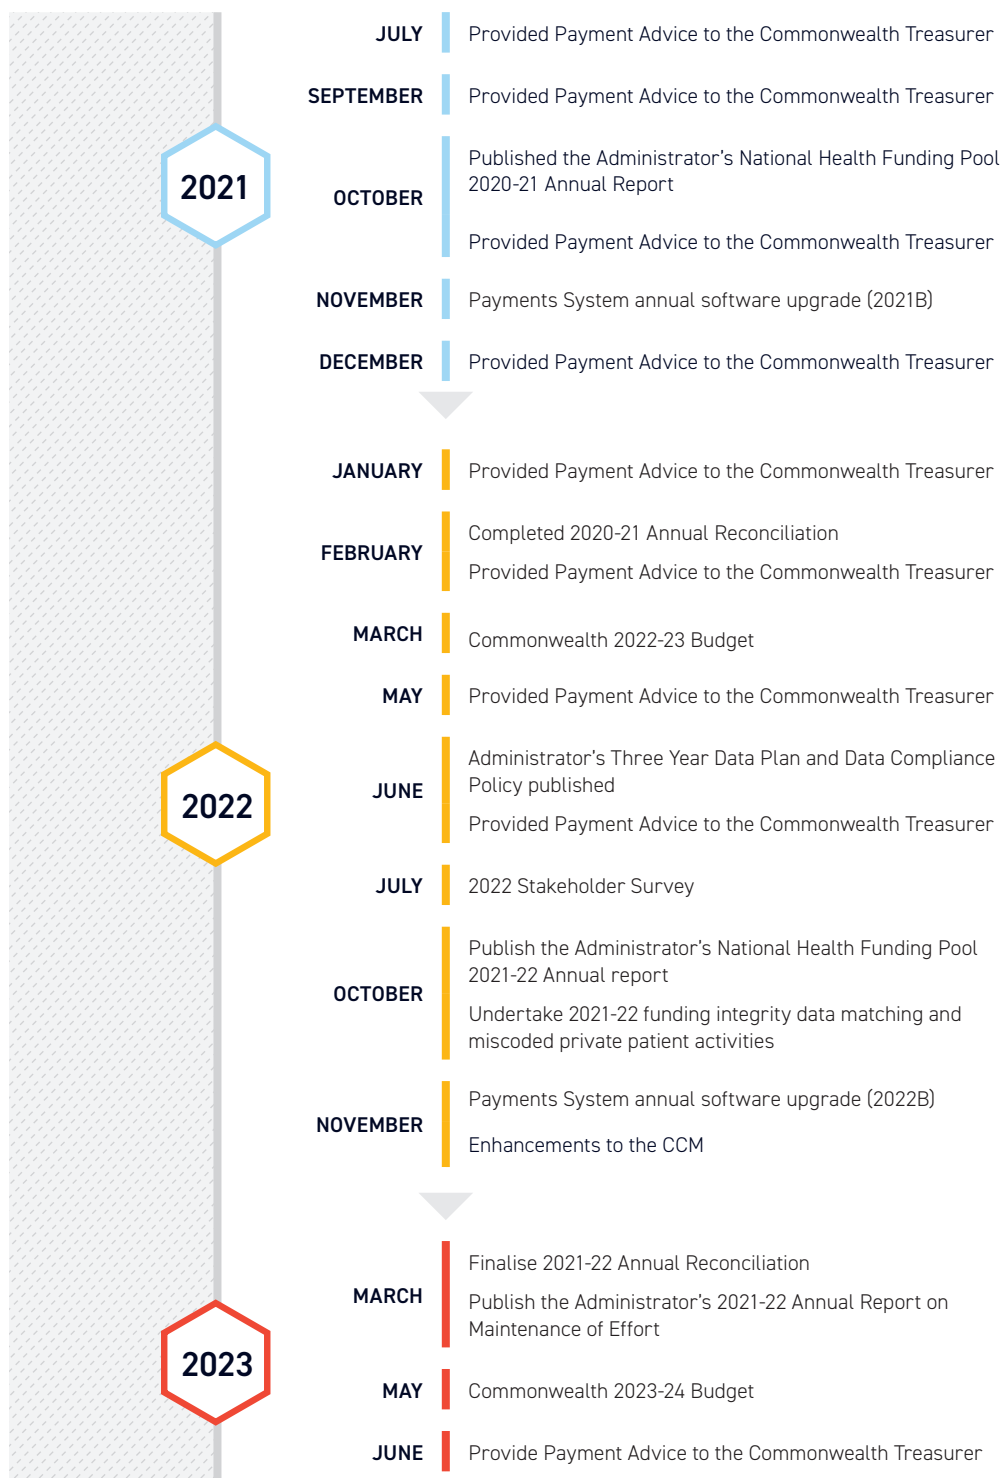 JULY
Provided Payment Advice to the Commonwealth Treasurer
SEPTEMBER
Provided Payment Advice to the Commonwealth Treasurer
2021
OCTOBER
Published the Administrator's National Health Funding Pool
2020-21 Annual Report
Provided Payment Advice to the Commonwealth Treasurer
NOVEMBER
Payments System annual software upgrade (2021B)
DECEMBER
Provided Payment Advice to the Commonwealth Treasurer
JANUARY
Provided Payment Advice to the Commonwealth Treasurer
FEBRUARY
Completed 2020-21 Annual Reconciliation
Provided Payment Advice to the Commonwealth Treasurer
MARCH
Commonwealth 2022-23 Budget
MAY
Provided Payment Advice to the Commonwealth Treasurer
2022
JUNE
Administrator's Three Year Data Plan and Data Compliance
Policy published
Provided Payment Advice to the Commonwealth Treasurer
JULY
2022 Stakeholder Survey
OCTOBER
Publish the Administrator's National Health Funding Pool
2021-22 Annual report
Undertake 2021-22 funding integrity data matching and
miscoded private patient activities
NOVEMBER
Payments System annual software upgrade (2022B)
Enhancements to the CCM
MARCH
Finalise 2021-22 Annual Reconciliation
Publish the Administrator's 2021-22 Annual Report on
Maintenance of Effort
2023
MAY
Commonwealth 2023-24 Budget
JUNE
Provide Payment Advice to the Commonwealth Treasurer